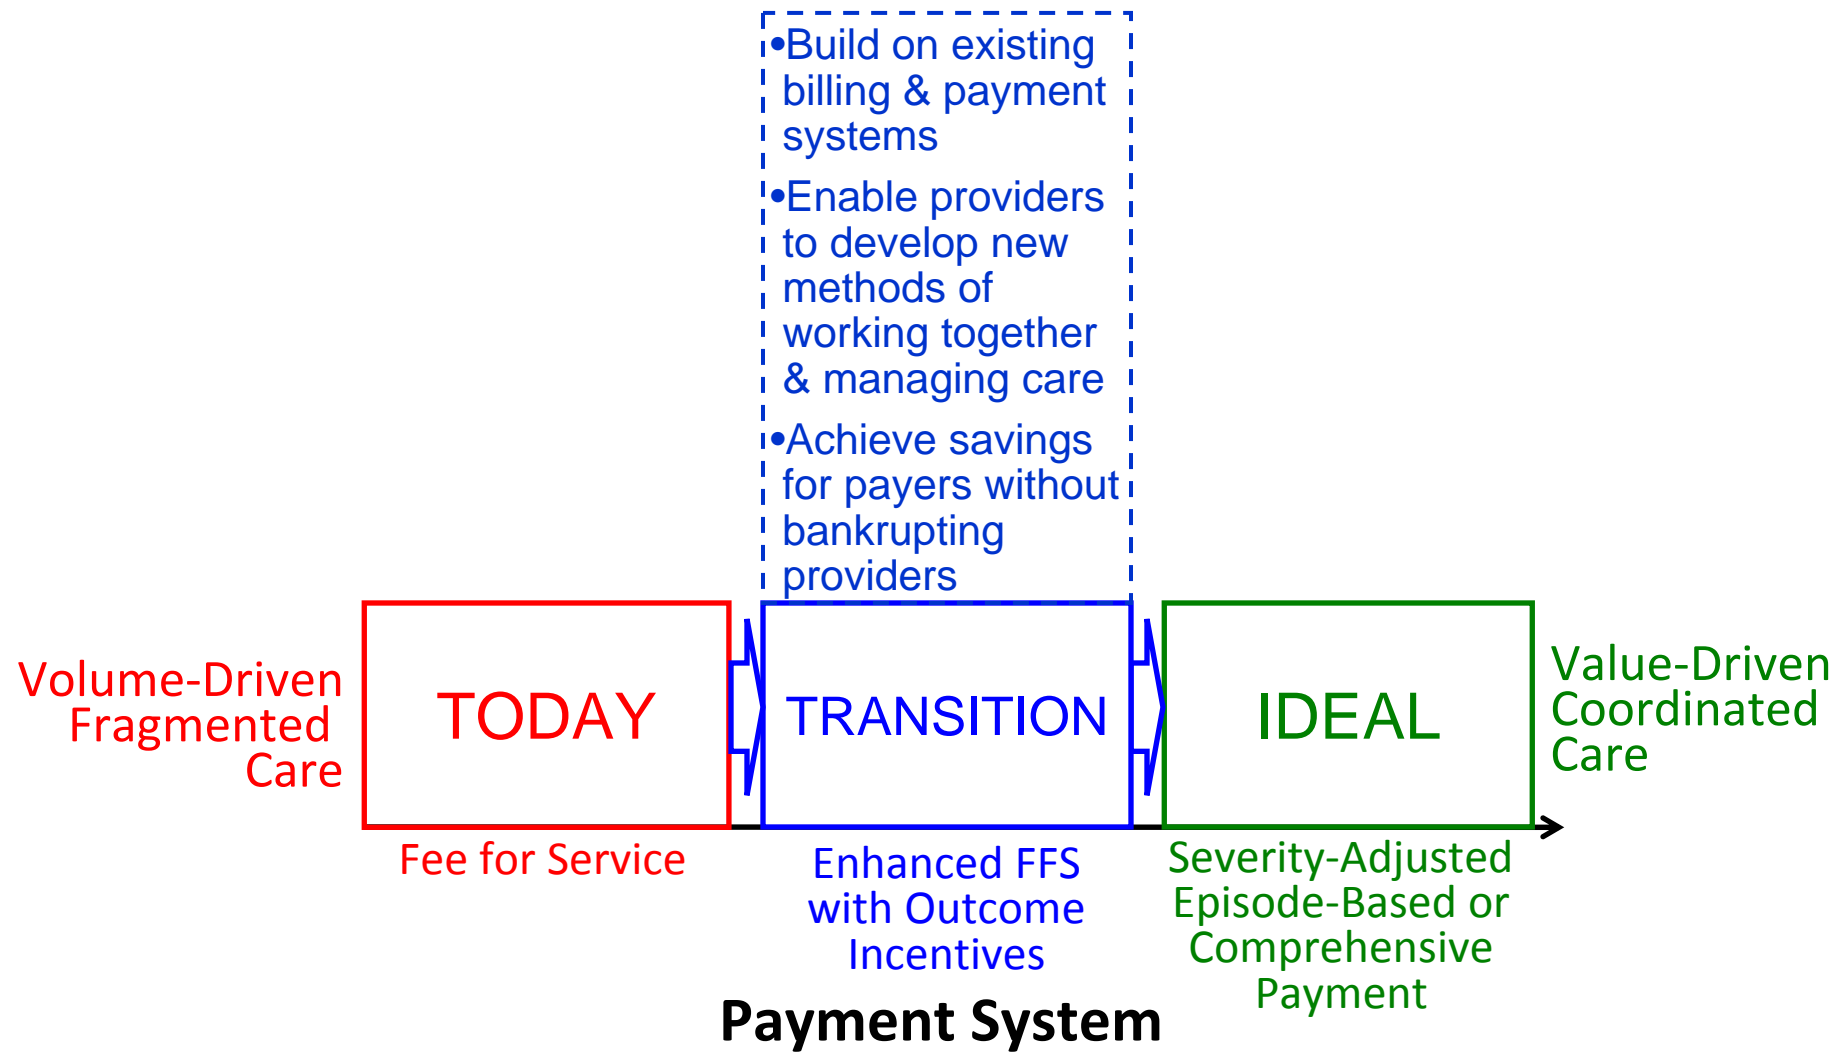 •Build on existing
billing & payment
systems
•Enable providers
to develop new
methods of
working together
& managing care
•Achieve savings
for payers without
bankrupting
providers
Volume-Driven
Fragmented
Care
TODAY
TRANSITION
IDEAL
Value-Driven
Coordinated
Care
Fee for Service
Enhanced FFS
with Outcome
Incentives
Severity-Adjusted
Episode-Based or
Comprehensive
Payment
Payment System